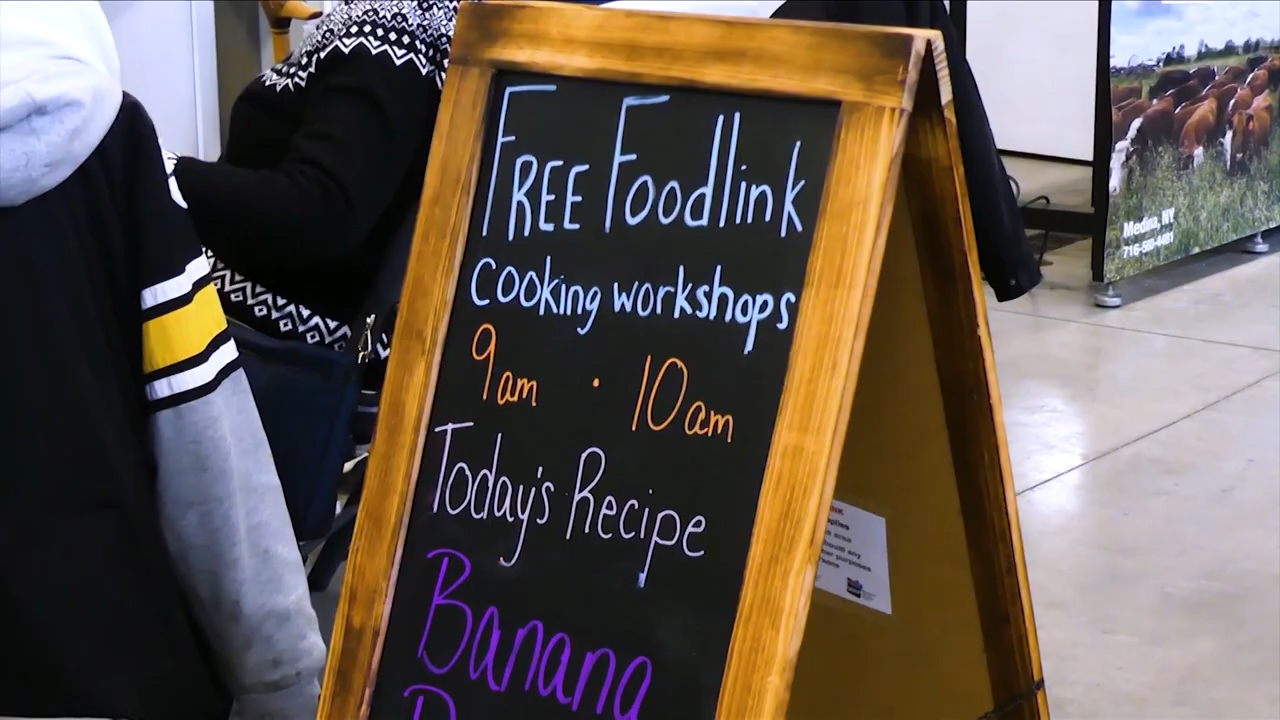 FREE Foodlink
cooking workshops
9am · 10am
Today's Recipe
Banana
Medina, NY